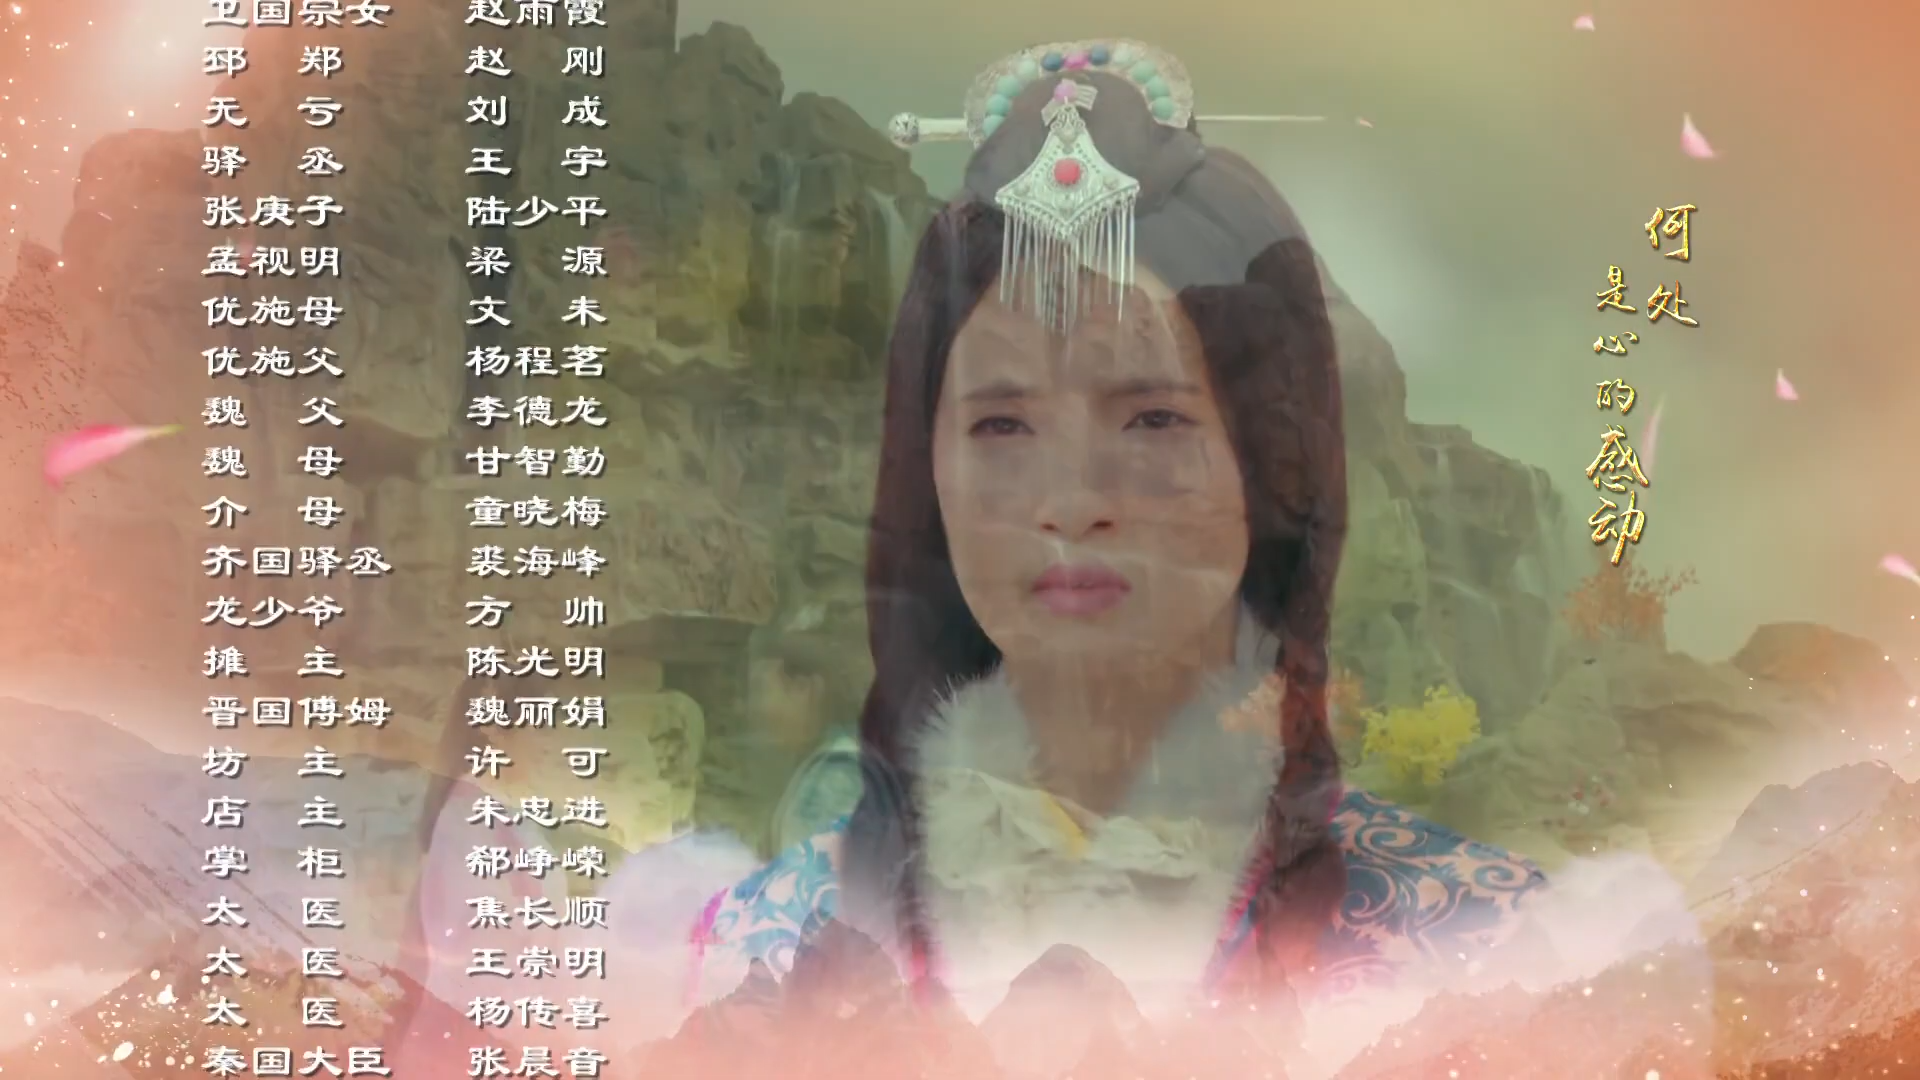 卫国宗女 赵雨霞
邳郑 赵刚
无亏 刘成
驿丞 王宇
张庚子 陆少平
孟视明 梁源
优施母 文未
优施父 杨程茗
魏父 李德龙
魏母 甘智勤
介母 童晓梅
齐国驿丞 裘海峰
龙少爷 方帅
摊主 陈光明
晋国傅姆 魏丽娟
坊主 许可
店主 朱忠进
掌柜 郗峥嵘
太医 焦长顺
太医 王崇明
太医 杨传喜
秦国大臣 张晨音
何处
是心的感动